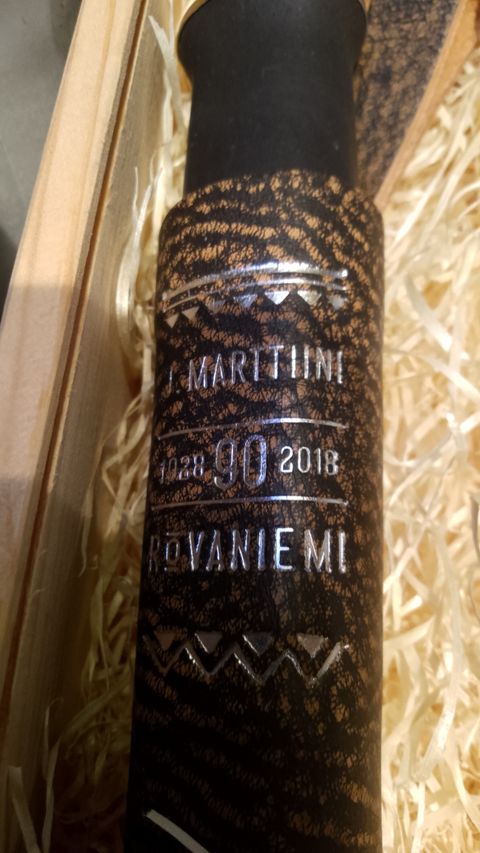 J MARTTIINI
1928 90 2018
ROVANIEMI